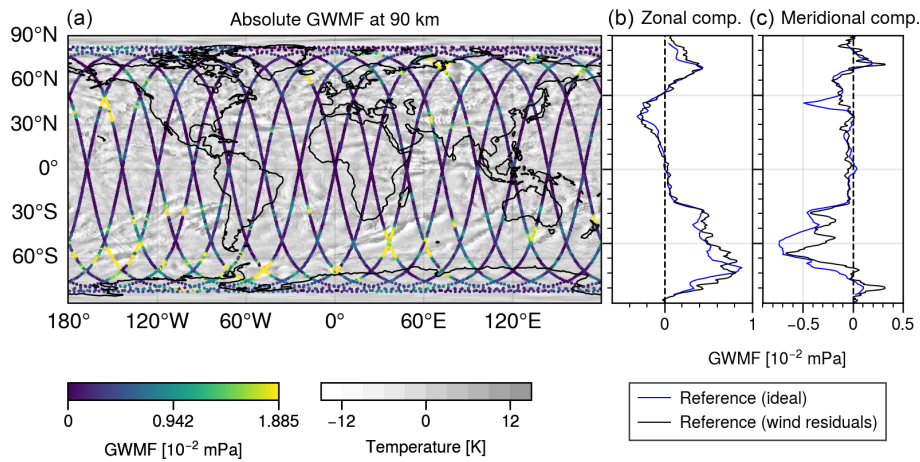 (a) Absolute GWMF at 90 km
(b) Zonal comp.
(c) Meridional comp.
90°N
60°N
30°N
0°
30°S
60°S
180° 120°W 60°W 0° 60°E 120°E
0 1
−0.5 0 0.5
GWMF [10⁻² mPa]
0 0.942 1.885
GWMF [10⁻² mPa]
−12 0 12
Temperature [K]
Reference (ideal)
Reference (wind residuals)